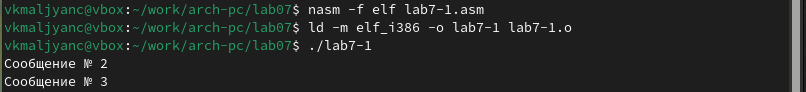 vkmaljyanc@vbox:~/work/arch-pc/lab07$ nasm -f elf lab7-1.asm
vkmaljyanc@vbox:~/work/arch-pc/lab07$ ld -m elf_i386 -o lab7-1 lab7-1.o
vkmaljyanc@vbox:~/work/arch-pc/lab07$ ./lab7-1
Сообщение № 2
Сообщение № 3